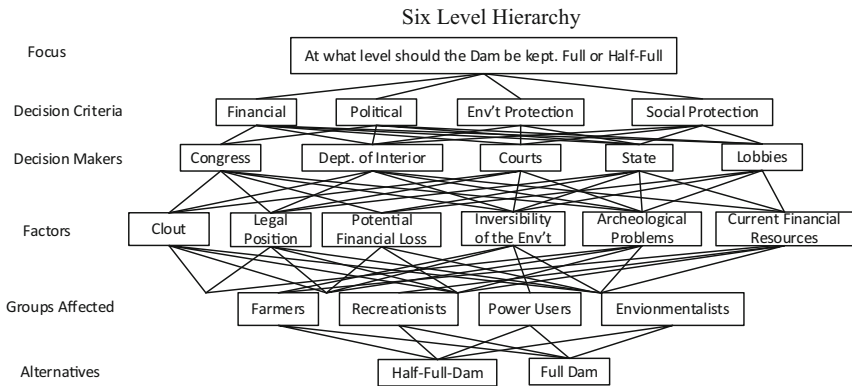 Six Level Hierarchy
Focus
At what level should the Dam be kept. Full or Half-Full
Decision Criteria
Financial
Political
Env't Protection
Social Protection
Decision Makers
Congress
Dept. of Interior
Courts
State
Lobbies
Factors
Clout
Legal
Position
Potential
Financial Loss
Inversibility
of the Env't
Archeological
Problems
Current Financial
Resources
Groups Affected
Farmers
Recreationists
Power Users
Envionmentalists
Alternatives
Half-Full-Dam
Full Dam